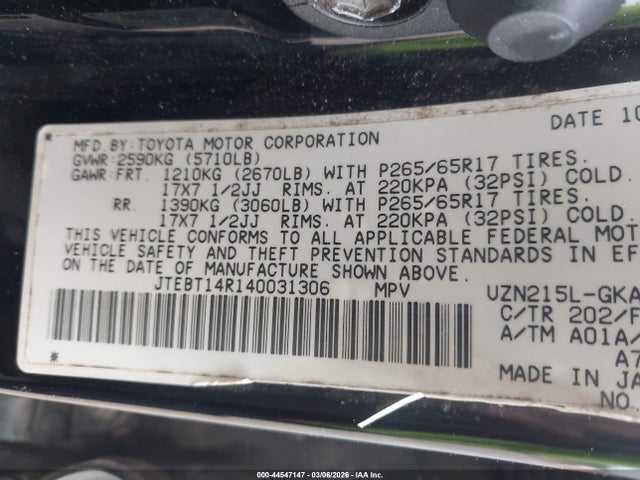 MFD.BY:TOYOTA MOTOR CORPORATION DATE 10
GVWR:2590KG (5710LB)
GAWR:FRT. 1210KG (2670LB) WITH P265/65R17 TIRES.
17X7 1/2JJ RIMS. AT 220KPA (32PSI) COLD.
RR. 1390KG (3060LB) WITH P265/65R17 TIRES.
17X7 1/2JJ RIMS. AT 220KPA (32PSI) COLD.
THIS VEHICLE CONFORMS TO ALL APPLICABLE FEDERAL MOT
VEHICLE SAFETY AND THEFT PREVENTION STANDARDS IN EF
ON THE DATE OF MANUFACTURE SHOWN ABOVE.
JTEBT14R140031306 MPV UZN215L-GKA
C/TR 202/F
A/TM A01A/
A7
MADE IN JA
NO.
000-44547147 - 03/06/2026 - IAA Inc.